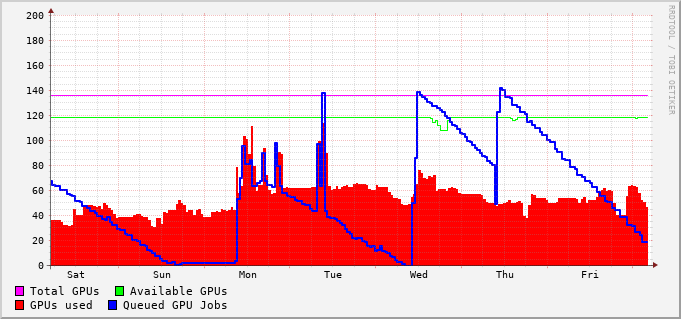 200
180
160
140
120
100
80
60
40
20
0
Sat Sun Mon Tue Wed Thu Fri
Total GPUs Available GPUs
GPUs used Queued GPU Jobs
RRDTOOL / TOBI OETIKER